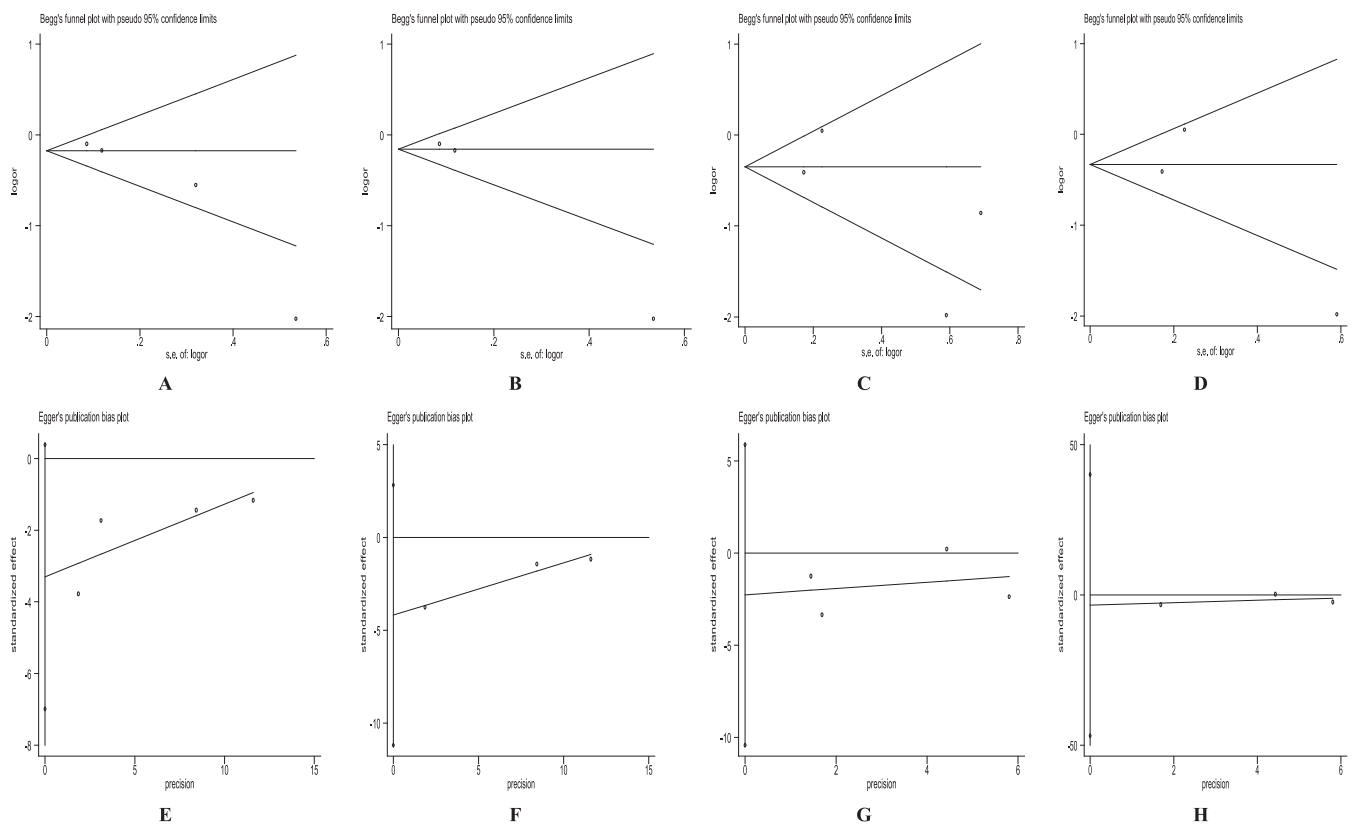 Begg's funnel plot with pseudo 95% confidence limits
1
0
-1
-2
logor
0
.2
.4
.6
s.e. of: logor
A
Begg's funnel plot with pseudo 95% confidence limits
1
0
-1
-2
logor
0
.2
.4
.6
s.e. of: logor
B
Begg's funnel plot with pseudo 95% confidence limits
1
0
-1
-2
logor
0
.2
.4
.6
.8
s.e. of: logor
C
Begg's funnel plot with pseudo 95% confidence limits
1
0
-1
-2
logor
0
.2
.4
.6
s.e. of: logor
D
Egger's publication bias plot
0
-2
-4
-6
-8
standardized effect
0
5
10
15
precision
E
Egger's publication bias plot
5
0
-5
-10
standardized effect
0
5
10
15
precision
F
Egger's publication bias plot
5
0
-5
-10
standardized effect
0
2
4
6
precision
G
Egger's publication bias plot
50
0
-50
standardized effect
0
2
4
6
precision
H